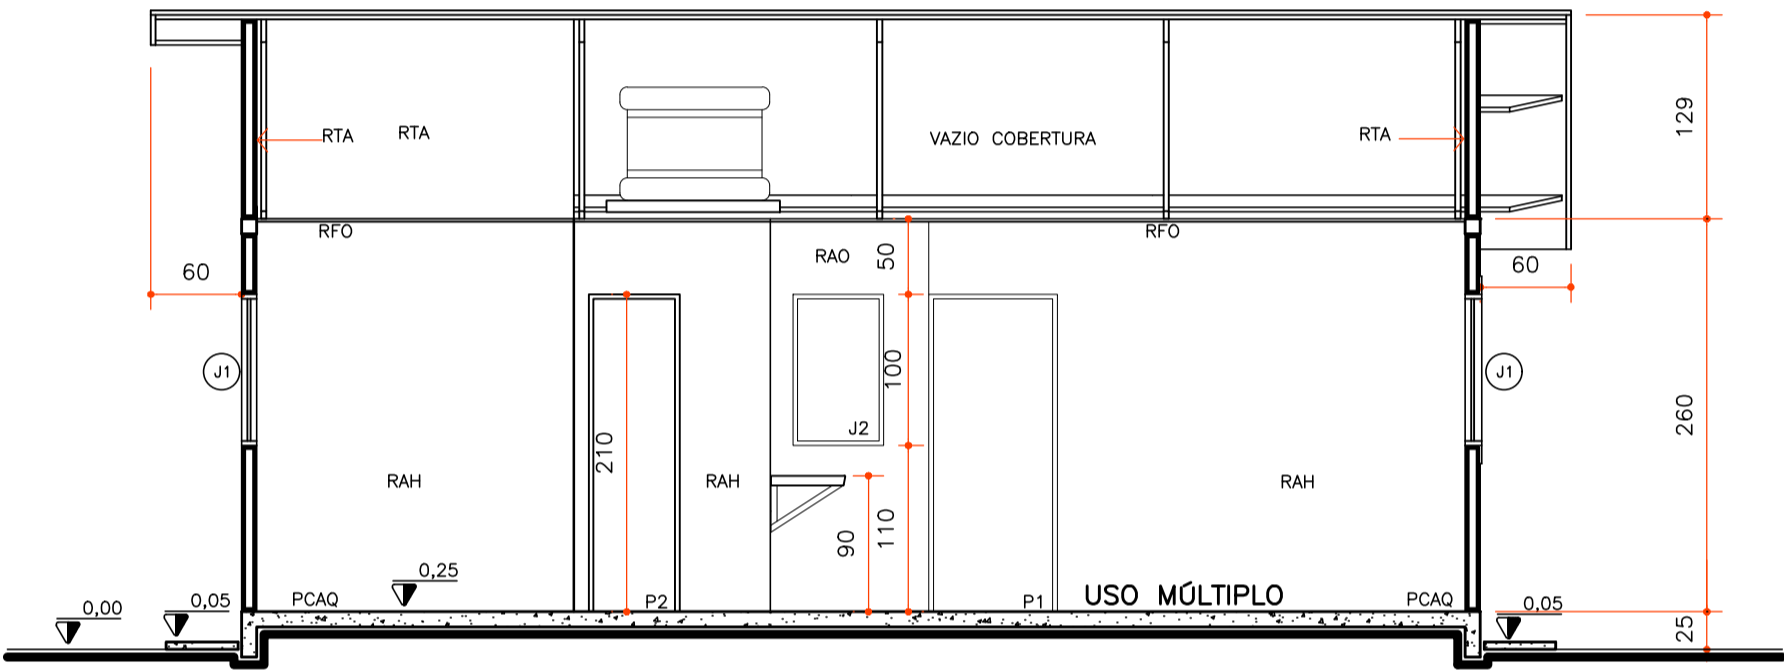 129
RTA RTA VAZIO COBERTURA RTA
RFO RFO
RAO 50
60 60
J1 100 J1
260
J2
210
RAH RAH RAH
90 110
0,25
PCAQ P2 P1 USO MÚLTIPLO PCAQ
0,00 0,05 0,05
25